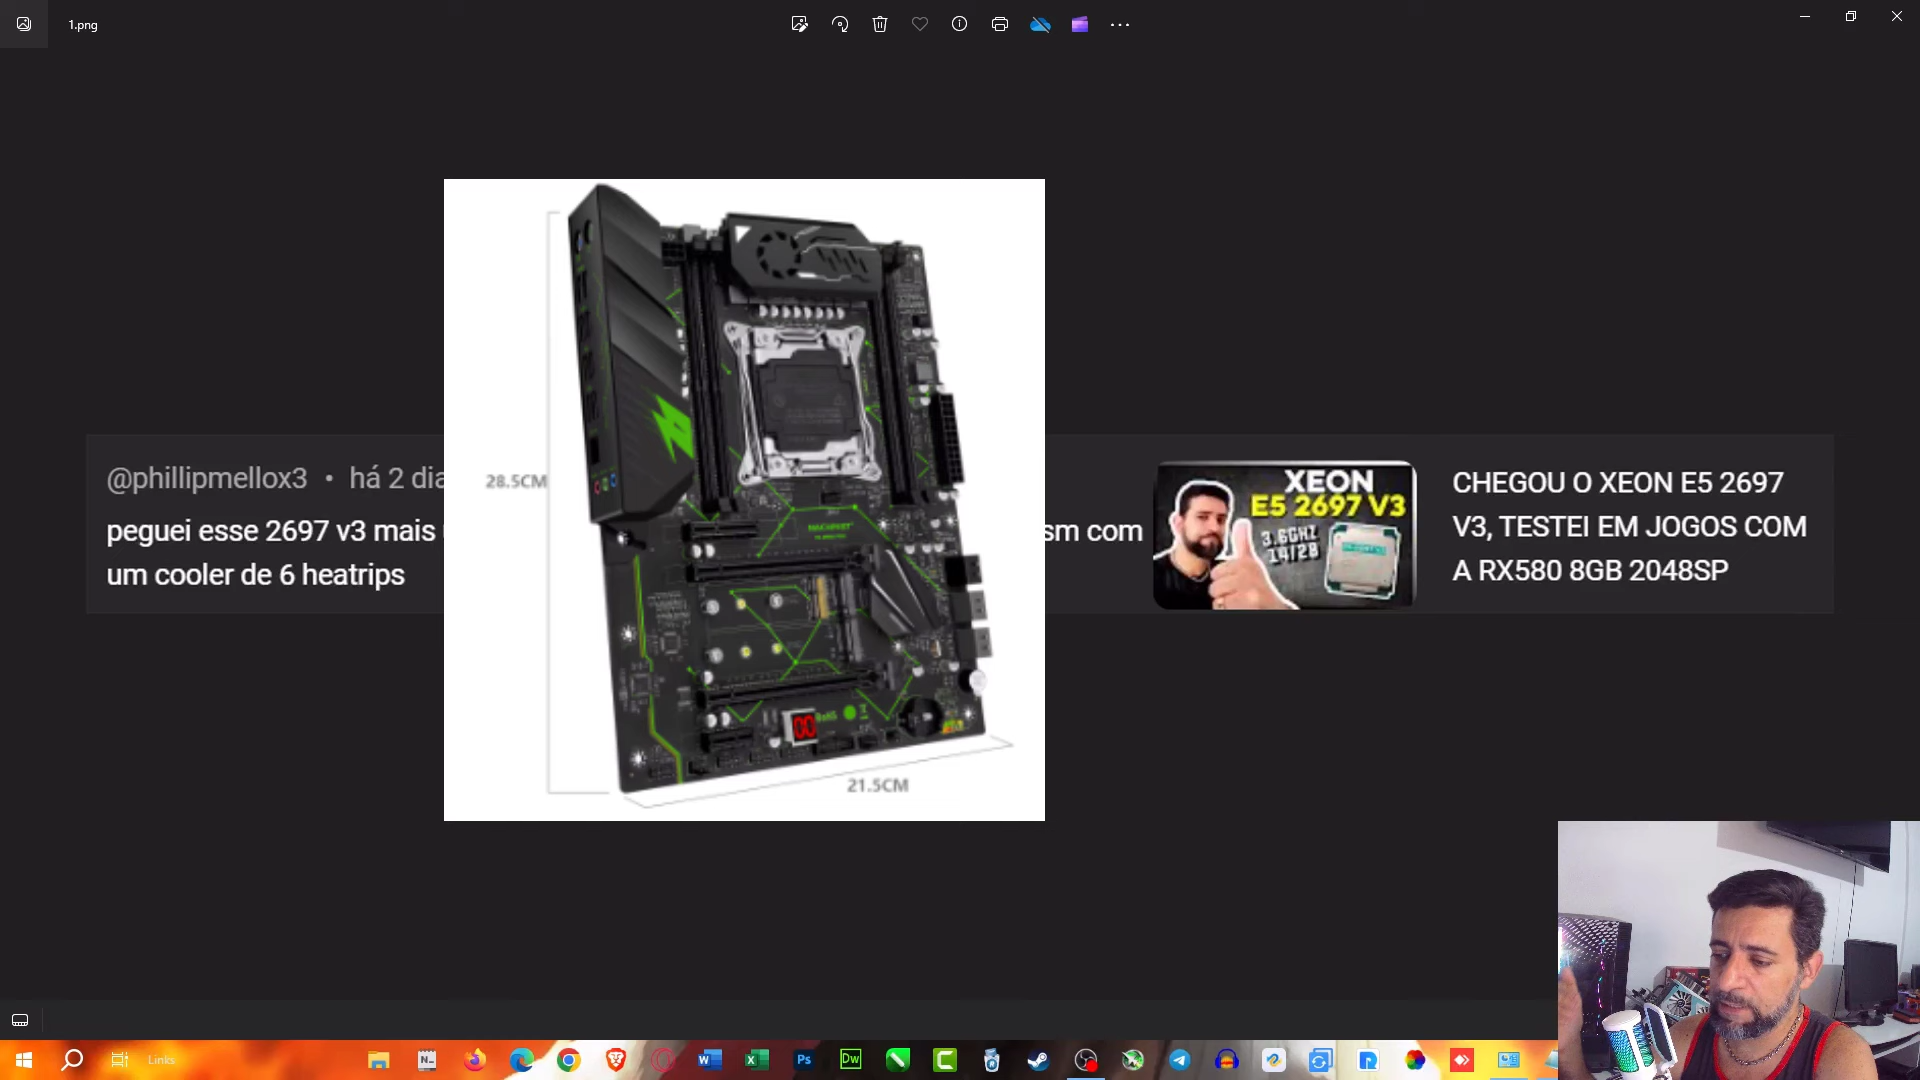 1.png
28.5CM
21.5CM
00
@phillipmellox3 • há 2 dia
peguei esse 2697 v3 mais
sm com
um cooler de 6 heatrips
XEON
E5 2697 V3
3.6GHZ
14/28
CHEGOU O XEON E5 2697
V3, TESTEI EM JOGOS COM
A RX580 8GB 2048SP
Links